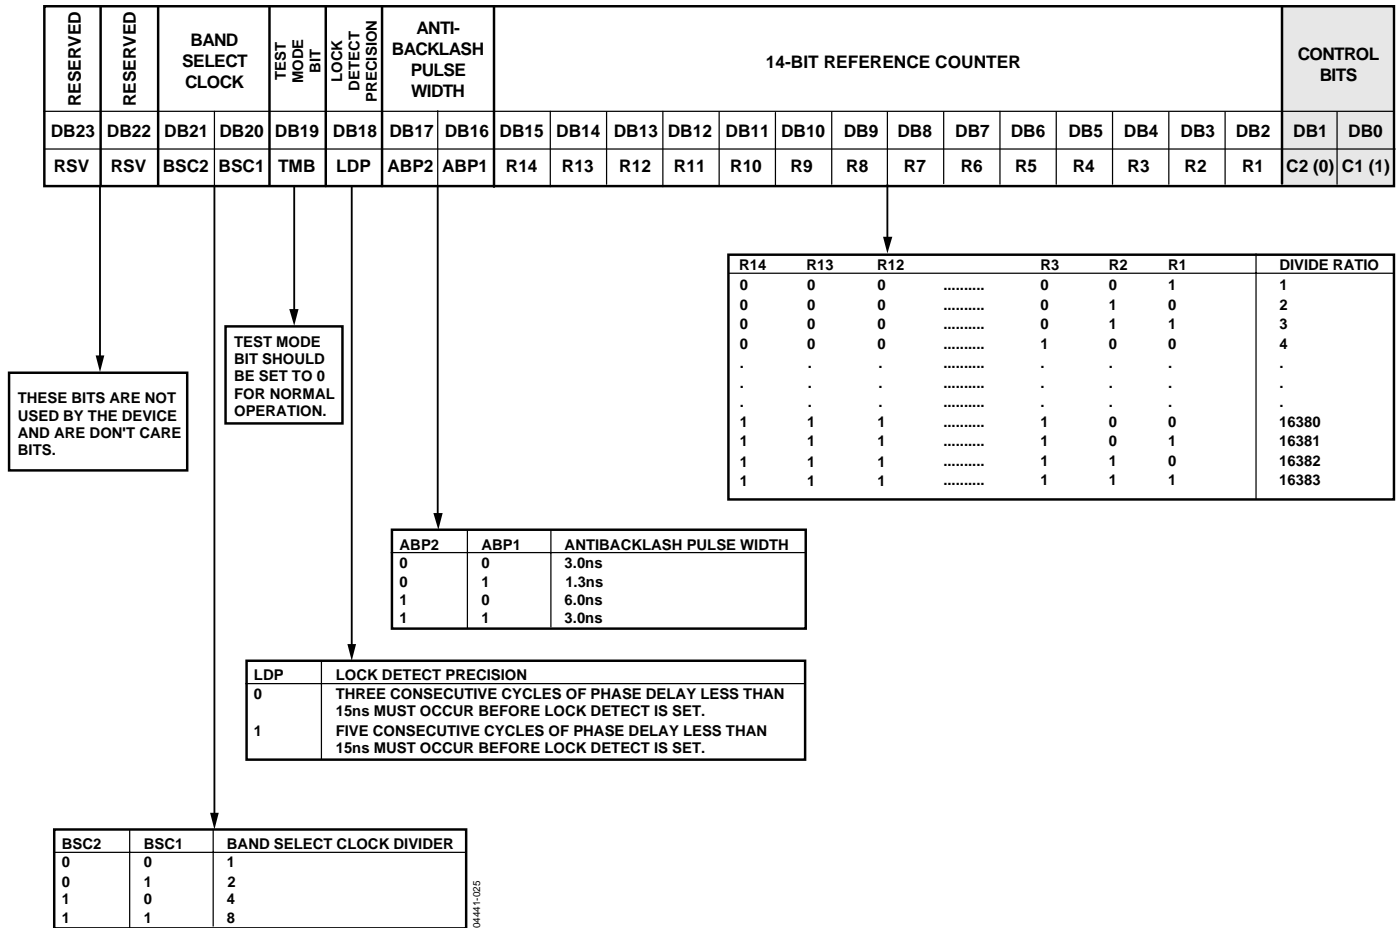 RESERVED
RESERVED
BAND
SELECT
CLOCK
TEST
MODE
BIT
LOCK
DETECT
PRECISION
ANTI-
BACKLASH
PULSE
WIDTH
14-BIT REFERENCE COUNTER
CONTROL
BITS
DB23 DB22 DB21 DB20 DB19 DB18 DB17 DB16 DB15 DB14 DB13 DB12 DB11 DB10 DB9 DB8 DB7 DB6 DB5 DB4 DB3 DB2 DB1 DB0
RSV RSV BSC2 BSC1 TMB LDP ABP2 ABP1 R14 R13 R12 R11 R10 R9 R8 R7 R6 R5 R4 R3 R2 R1 C2 (0) C1 (1)
R14 R13 R12 R3 R2 R1 DIVIDE RATIO
0 0 0 .......... 0 0 1 1
0 0 0 .......... 0 1 0 2
0 0 0 .......... 0 1 1 3
0 0 0 .......... 1 0 0 4
. . . .......... . . . .
. . . .......... . . . .
. . . .......... . . . .
1 1 1 .......... 1 0 0 16380
1 1 1 .......... 1 0 1 16381
1 1 1 .......... 1 1 0 16382
1 1 1 .......... 1 1 1 16383
TEST MODE
BIT SHOULD
BE SET TO 0
FOR NORMAL
OPERATION.
THESE BITS ARE NOT
USED BY THE DEVICE
AND ARE DON'T CARE
BITS.
ABP2 ABP1 ANTIBACKLASH PULSE WIDTH
0 0 3.0ns
0 1 1.3ns
1 0 6.0ns
1 1 3.0ns
LDP LOCK DETECT PRECISION
0 THREE CONSECUTIVE CYCLES OF PHASE DELAY LESS THAN
15ns MUST OCCUR BEFORE LOCK DETECT IS SET.
1 FIVE CONSECUTIVE CYCLES OF PHASE DELAY LESS THAN
15ns MUST OCCUR BEFORE LOCK DETECT IS SET.
BSC2 BSC1 BAND SELECT CLOCK DIVIDER
0 0 1
0 1 2
1 0 4
1 1 8
04441-025